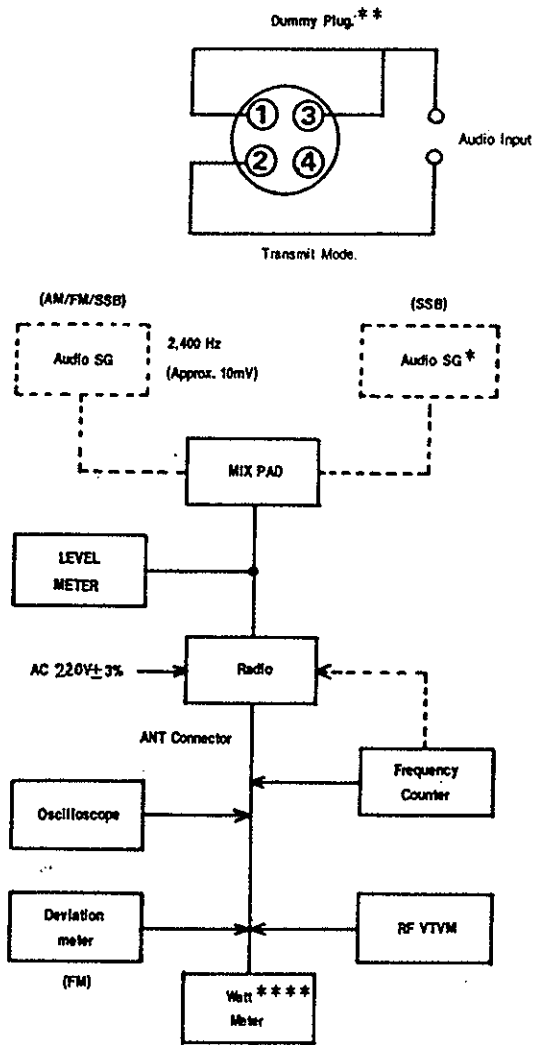 Dummy Plug.**
1 3
2 4
Audio Input
Transmit Mode.
(AM/FM/SSB)
Audio SG
2,400 Hz
(Approx. 10mV)
(SSB)
Audio SG*
MIX PAD
LEVEL
METER
AC 220V±3%
Radio
ANT Connector
Frequency
Counter
Oscilloscope
Deviation
meter
(FM)
RF VTVM
Watt****
Meter